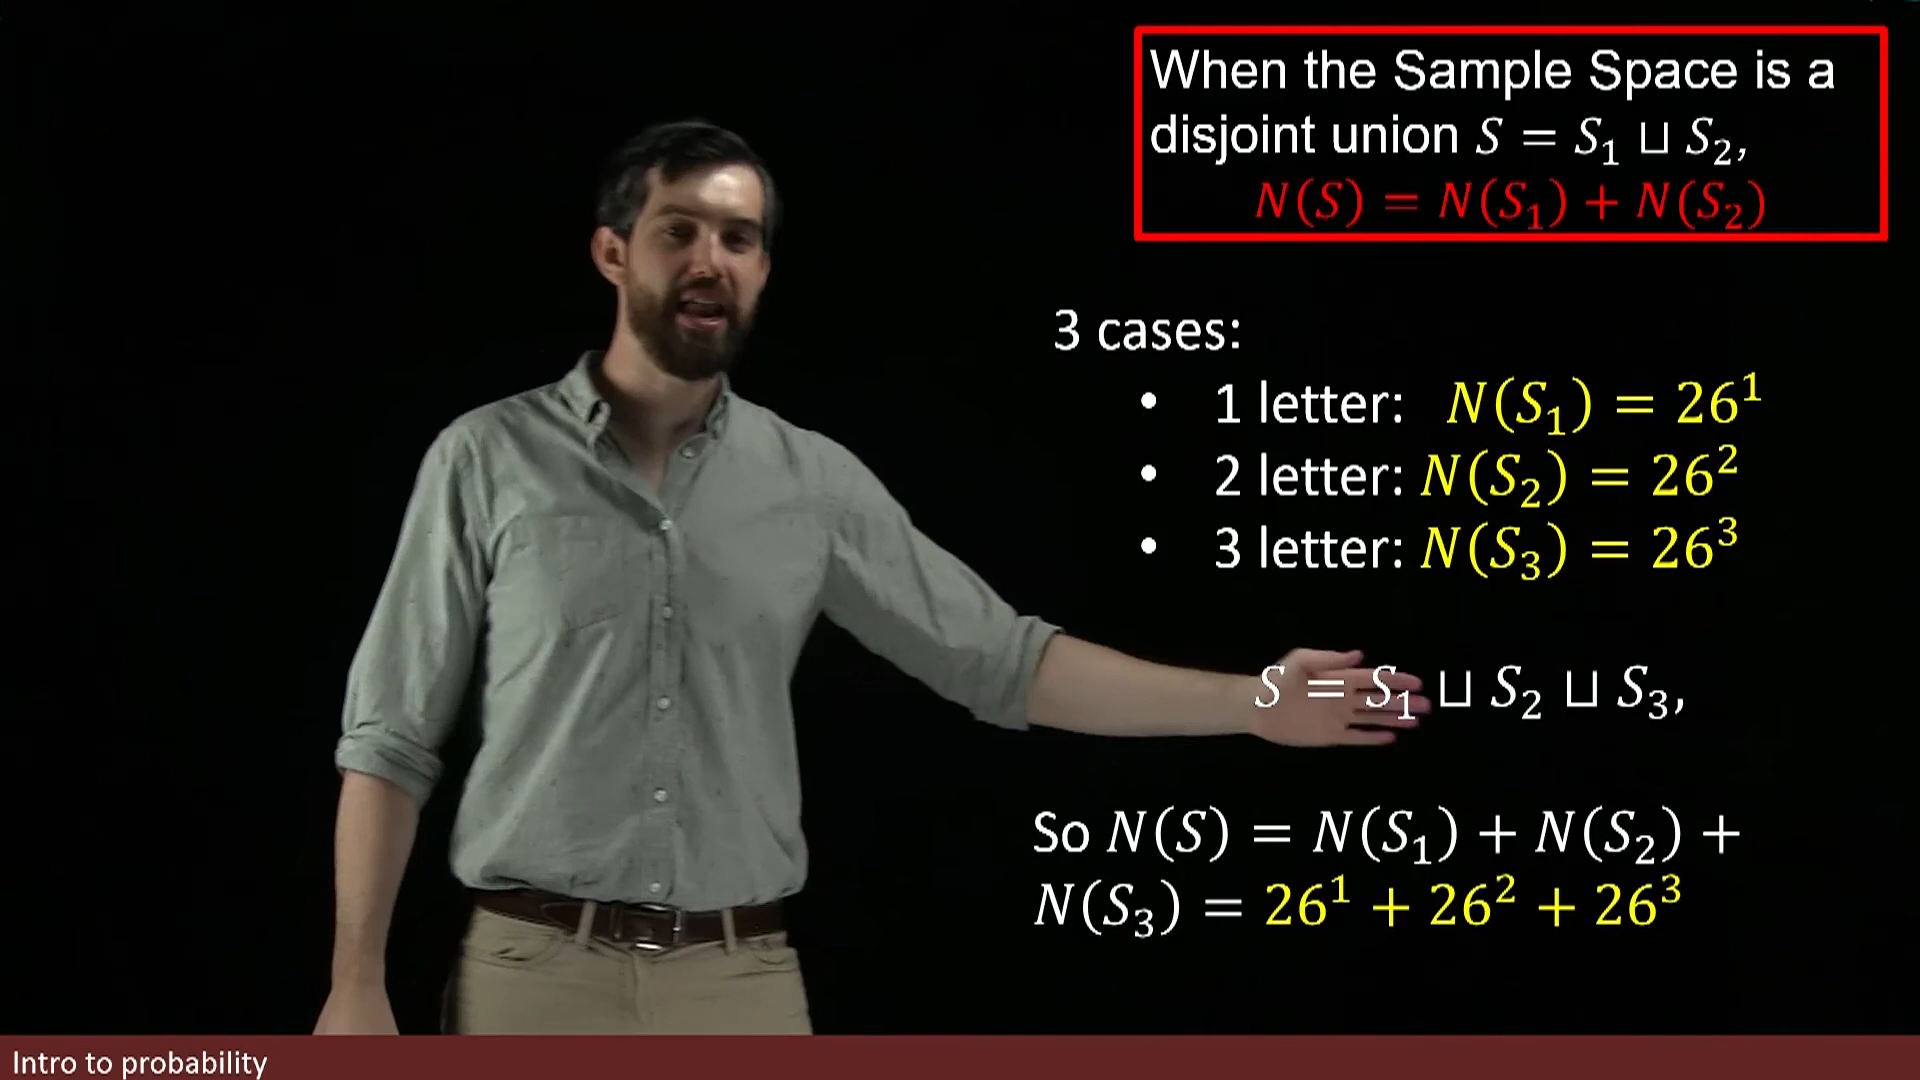 When the Sample Space is a
disjoint union S = S₁ ⊔ S₂,
N(S) = N(S₁) + N(S₂)
3 cases:
• 1 letter: N(S₁) = 26¹
• 2 letter: N(S₂) = 26²
• 3 letter: N(S₃) = 26³
S = S₁ ⊔ S₂ ⊔ S₃,
So N(S) = N(S₁) + N(S₂) +
N(S₃) = 26¹ + 26² + 26³
Intro to probability